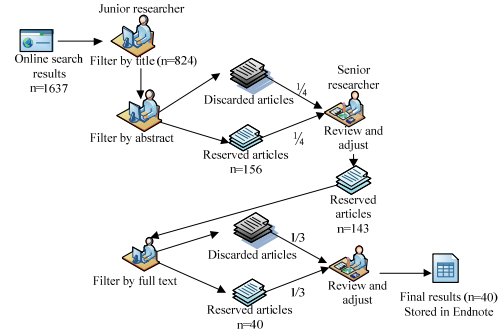 Junior researcher
Online search
results
n=1637
Filter by title (n=824)
Filter by abstract
Discarded articles
1/4
Senior
researcher
Review and
adjust
Reserved articles
n=156
1/4
Reserved
articles
n=143
Filter by full text
Discarded articles
1/3
Reserved articles
n=40
1/3
Review and
adjust
Final results (n=40)
Stored in Endnote